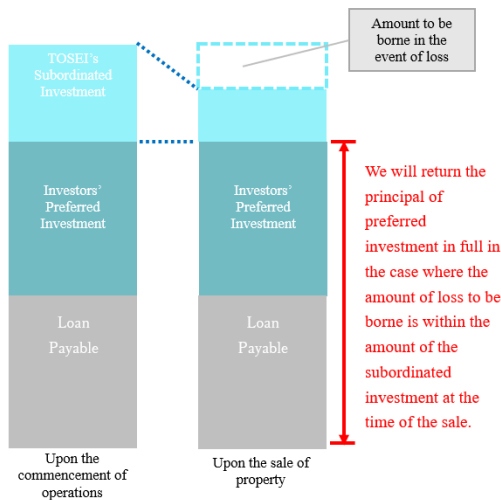 Amount to be
borne in the
event of loss
TOSEI's
Subordinated
Investment
Investors'
Preferred
Investment
Loan
Payable
Upon the
commencement of
operations
Investors'
Preferred
Investment
Loan
Payable
Upon the sale of
property
We will return the
principal of
preferred
investment in full in
the case where the
amount of loss to be
borne is within the
amount of the
subordinated
investment at the
time of the sale.